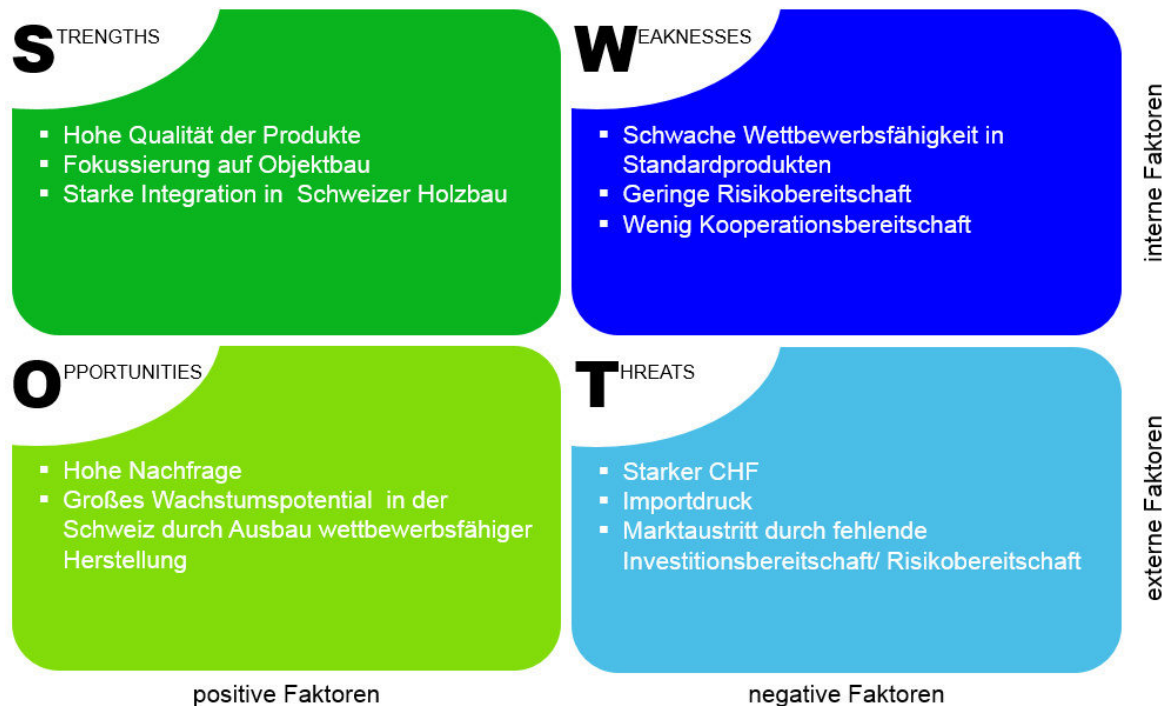 STRENGTHS
▪ Hohe Qualität der Produkte
▪ Fokussierung auf Objektbau
▪ Starke Integration in Schweizer Holzbau
WEAKNESSES
▪ Schwache Wettbewerbsfähigkeit in
Standardprodukten
▪ Geringe Risikobereitschaft
▪ Wenig Kooperationsbereitschaft
interne Faktoren
OPPORTUNITIES
▪ Hohe Nachfrage
▪ Großes Wachstumspotential in der
Schweiz durch Ausbau wettbewerbsfähiger
Herstellung
THREATS
▪ Starker CHF
▪ Importdruck
▪ Marktaustritt durch fehlende
Investitionsbereitschaft/ Risikobereitschaft
externe Faktoren
positive Faktoren
negative Faktoren